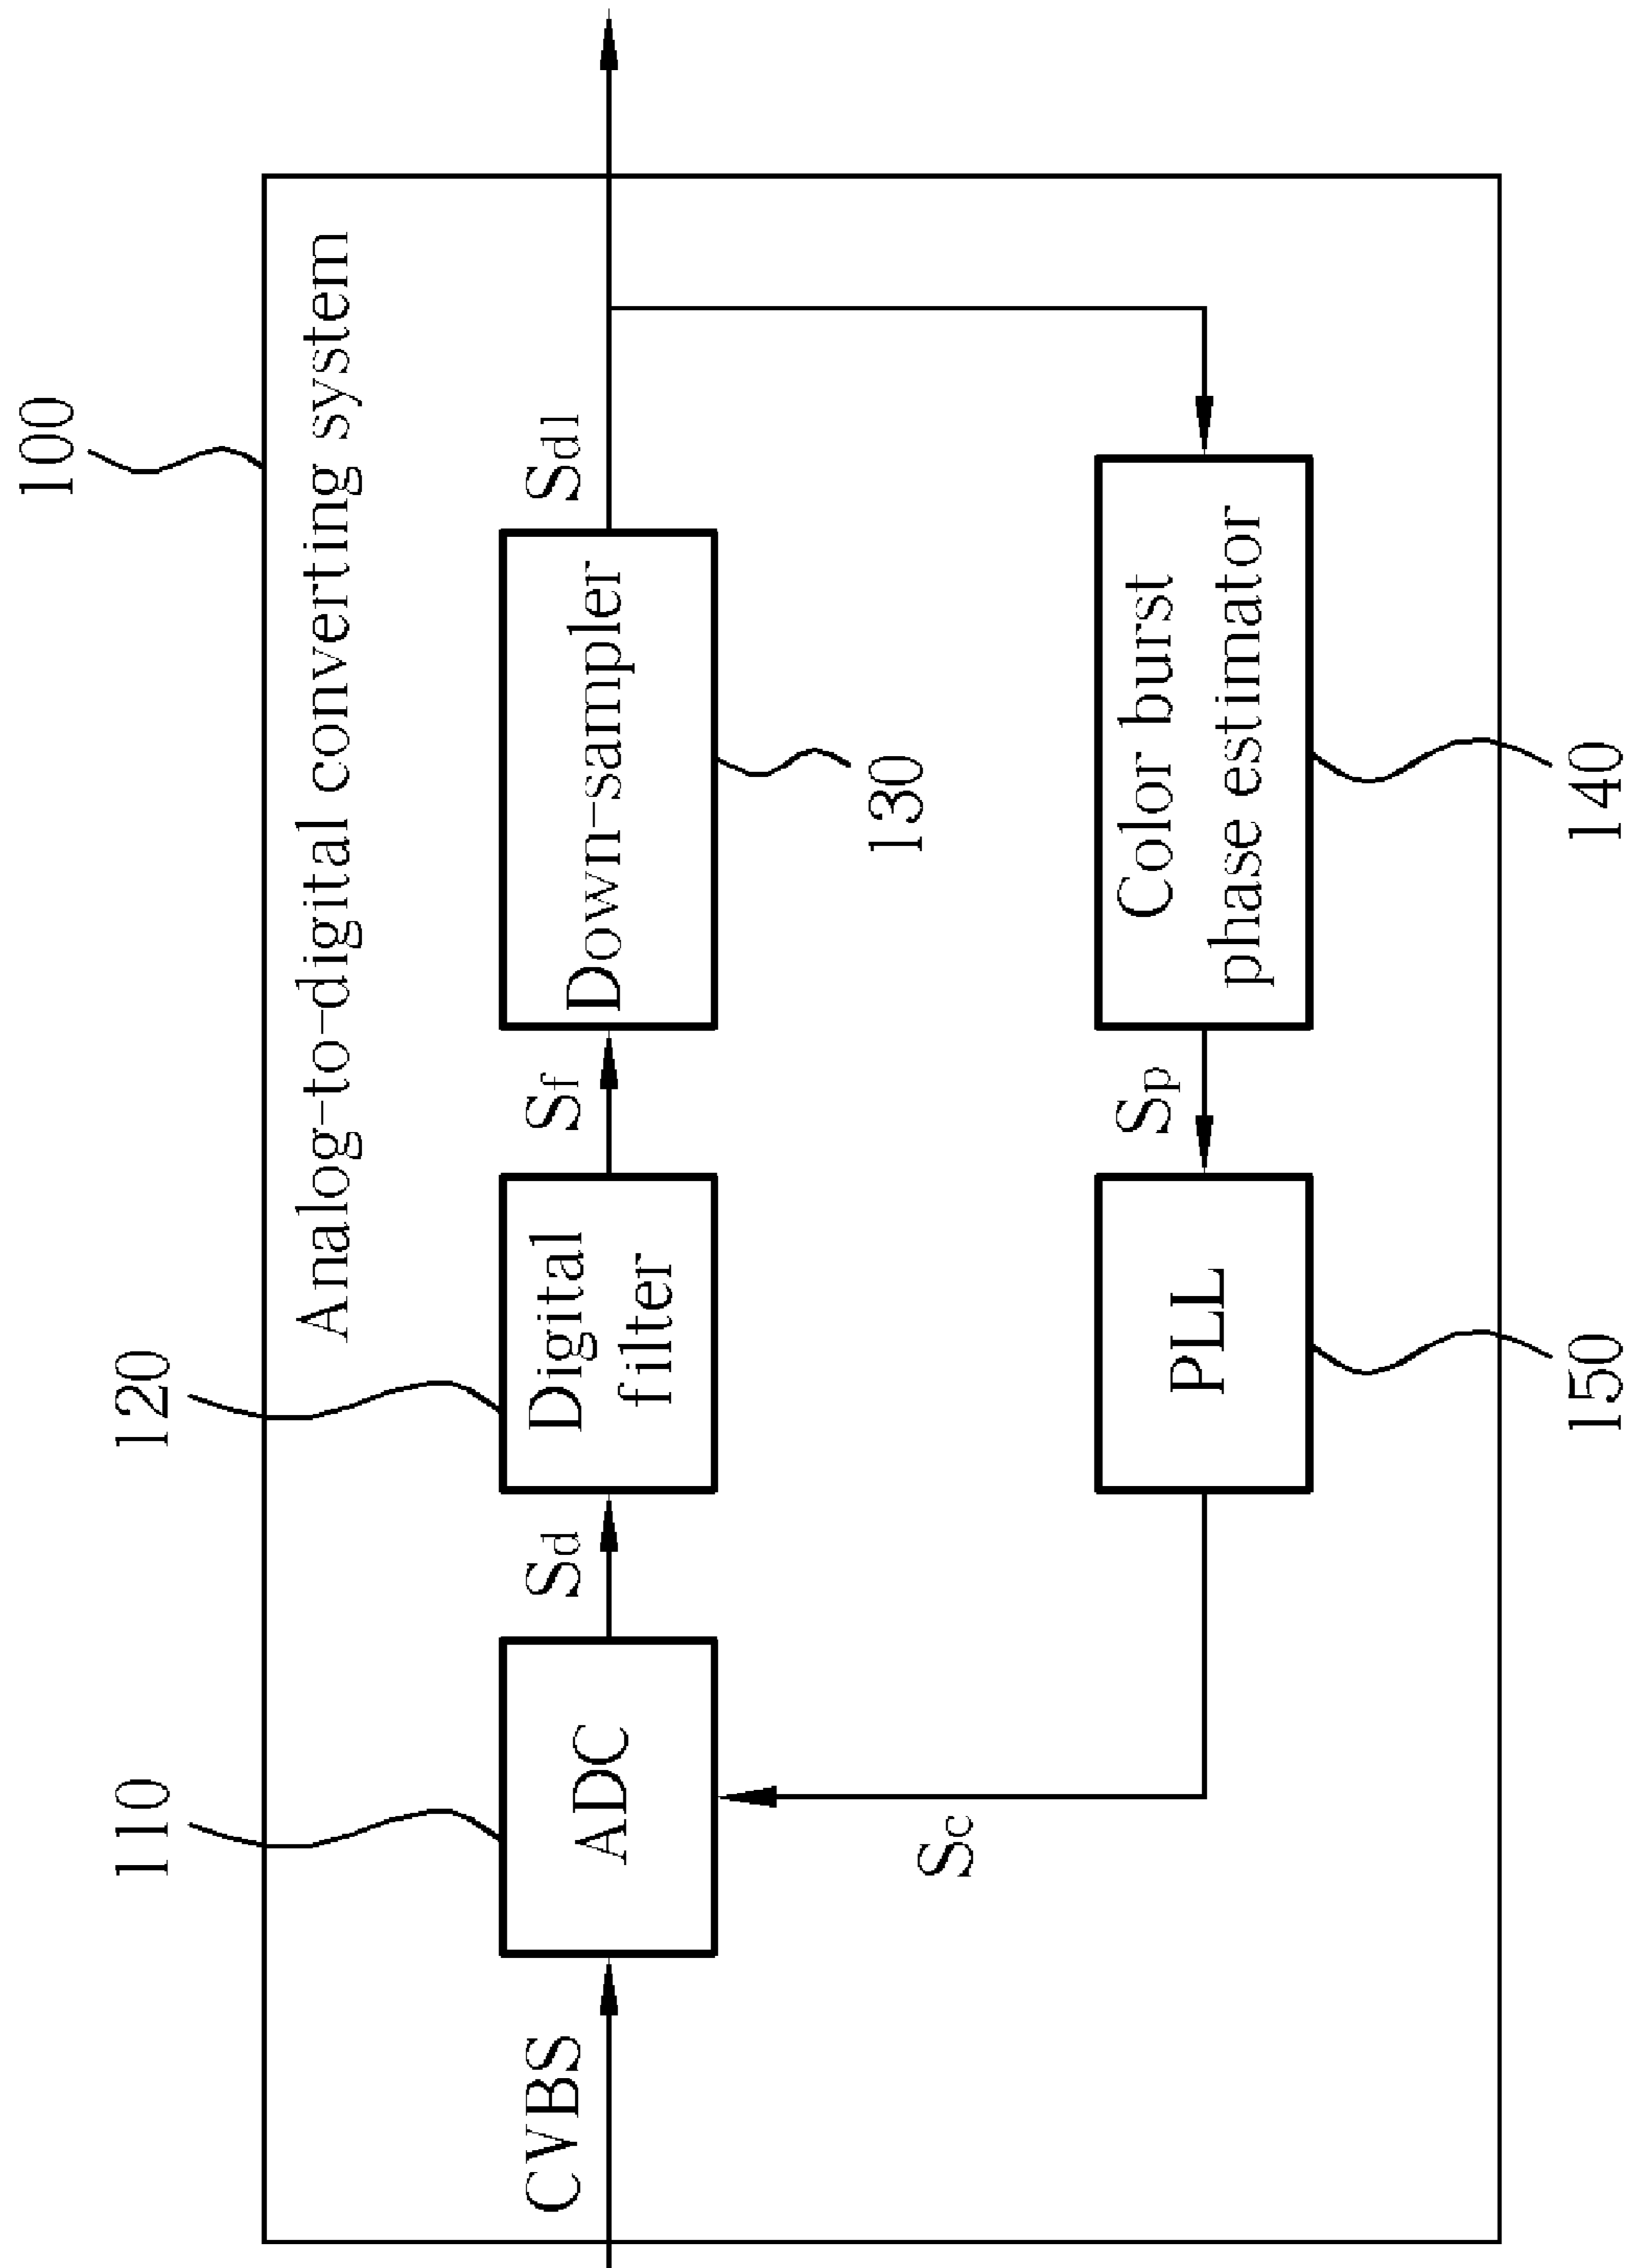 100
Analog-to-digital converting system
110
120
CVBS
ADC
Sd
Digital
filter
Sf
Down-sampler
Sd1
130
Sc
PLL
Sp
Color burst
phase estimator
150
140